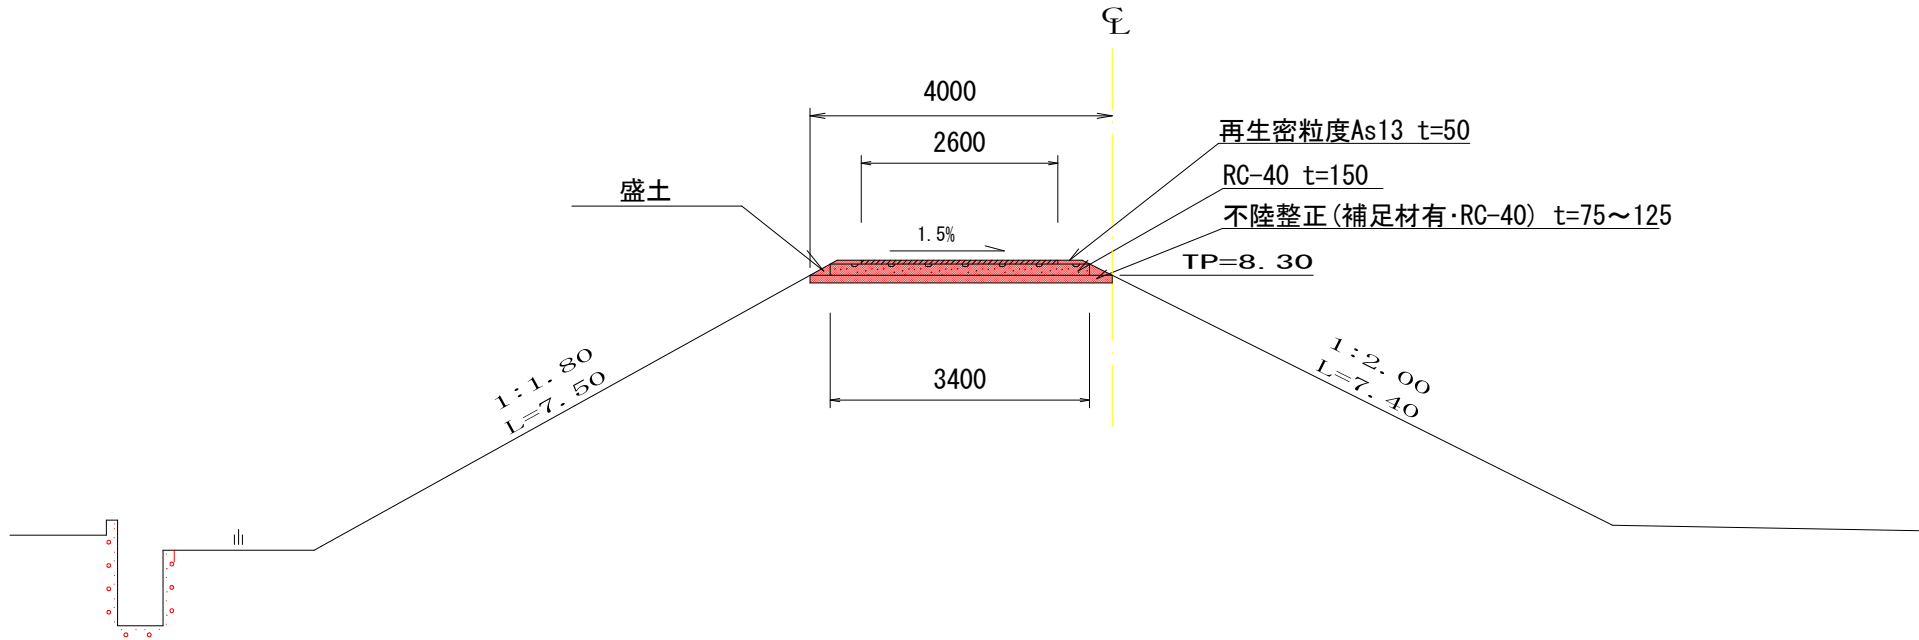 ℄
4000
再生密粒度As13 t=50
2600
RC-40 t=150
盛土
不陸整正(補足材有・RC-40) t=75～125
1.5%
TP=8.30
1:1.80
L=7.50
3400
1:2.00
L=7.40